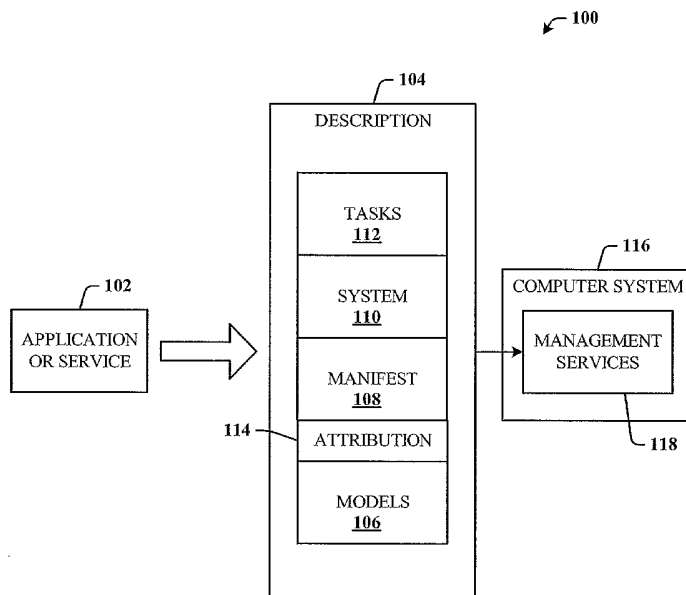 100
104
DESCRIPTION
TASKS
112
116
102
SYSTEM
COMPUTER SYSTEM
110
APPLICATION
OR SERVICE
MANAGEMENT
SERVICES
MANIFEST
108
114
ATTRIBUTION
118
MODELS
106